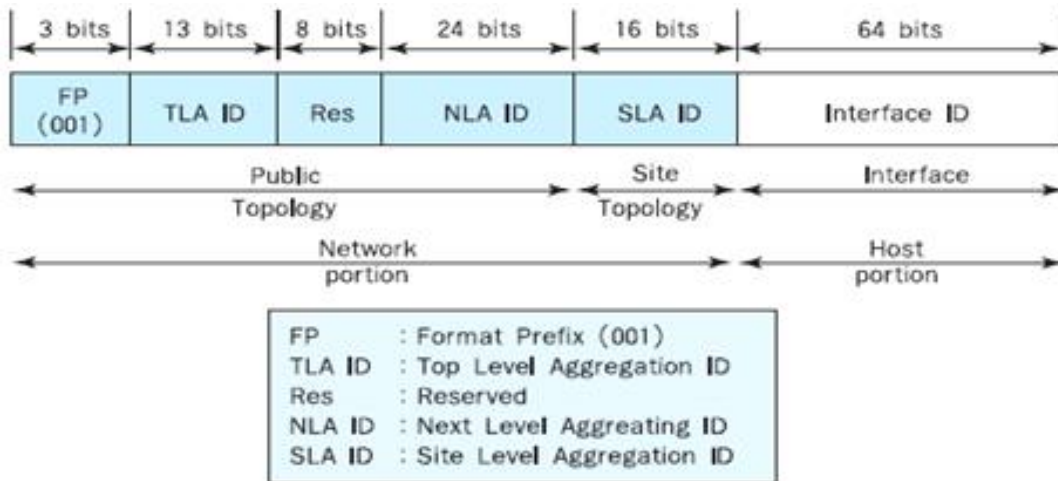 3 bits 13 bits 8 bits 24 bits 16 bits 64 bits
FP (001) TLA ID Res NLA ID SLA ID Interface ID
Public Topology Site Topology Interface
Network portion Host portion
FP : Format Prefix (001)
TLA ID : Top Level Aggregation ID
Res : Reserved
NLA ID : Next Level Aggreating ID
SLA ID : Site Level Aggregation ID